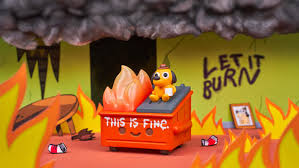 LET IT
BURN
THIS IS FINE.